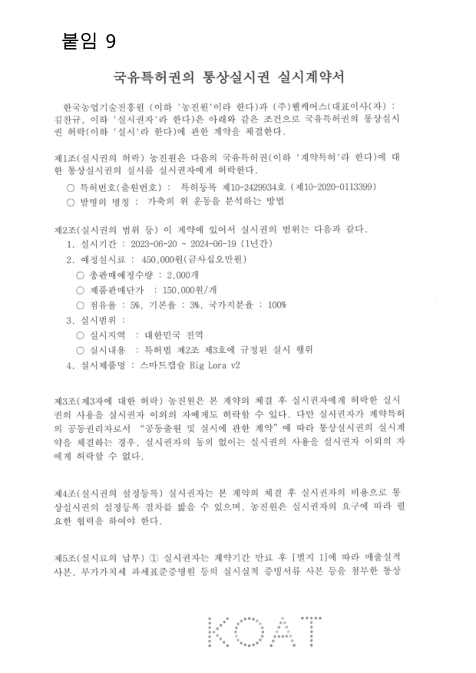 붙임 9
국유특허권의 통상실시권 실시계약서
한국농업기술진흥원 (이하 '농진원'이라 한다)과 (주)웰케어스(대표이사(자) :
김찬규, 이하 '실시권자'라 한다)은 아래와 같은 조건으로 국유특허권의 통상실시
권 허락(이하 '실시'라 한다)에 관한 계약을 체결한다.
제1조(실시권의 허락) 농진원은 다음의 국유특허권(이하 '계약특허'라 한다)에 대
한 통상실시권의 실시를 실시권자에게 허락한다.
○ 특허번호(출원번호) : 특허등록 제10-2429934호 (제10-2020-0113399)
○ 발명의 명칭 : 가축의 위 운동을 분석하는 방법
제2조(실시권의 범위 등) 이 계약에 있어서 실시권의 범위는 다음과 같다.
1. 실시기간 : 2023-06-20 ~ 2024-06-19 (1년간)
2. 예정실시료 : 450,000원(금사십오만원)
○ 총판매예정수량 : 2,000개
○ 제품판매단가 : 150,000원/개
○ 점유율 : 5%, 기본율 : 3%, 국가지분율 : 100%
3. 실시범위 :
○ 실시지역 : 대한민국 전역
○ 실시내용 : 특허법 제2조 제3호에 규정된 실시 행위
4. 실시제품명 : 스마트캡슐 Big Lora v2
제3조(제3자에 대한 허락) 농진원은 본 계약의 체결 후 실시권자에게 허락한 실시
권의 사용을 실시권자 이외의 자에게도 허락할 수 있다. 다만 실시권자가 계약특허
의 공동권리자로서 “공동출원 및 실시에 관한 계약”에 따라 통상실시권의 실시계
약을 체결하는 경우, 실시권자의 동의 없이는 실시권의 사용을 실시권자 이외의 자
에게 허락할 수 없다.
제4조(실시권의 설정등록) 실시권자는 본 계약의 체결 후 실시권자의 비용으로 통
상실시권의 설정등록 절차를 밟을 수 있으며, 농진원은 실시권자의 요구에 따라 필
요한 협력을 하여야 한다.
제5조(실시료의 납부) ① 실시권자는 계약기간 만료 후 [별지 1]에 따라 매출실적
사본, 부가가치세 과세표준증명원 등의 실시실적 증빙서류 사본 등을 첨부한 통상
KOAT